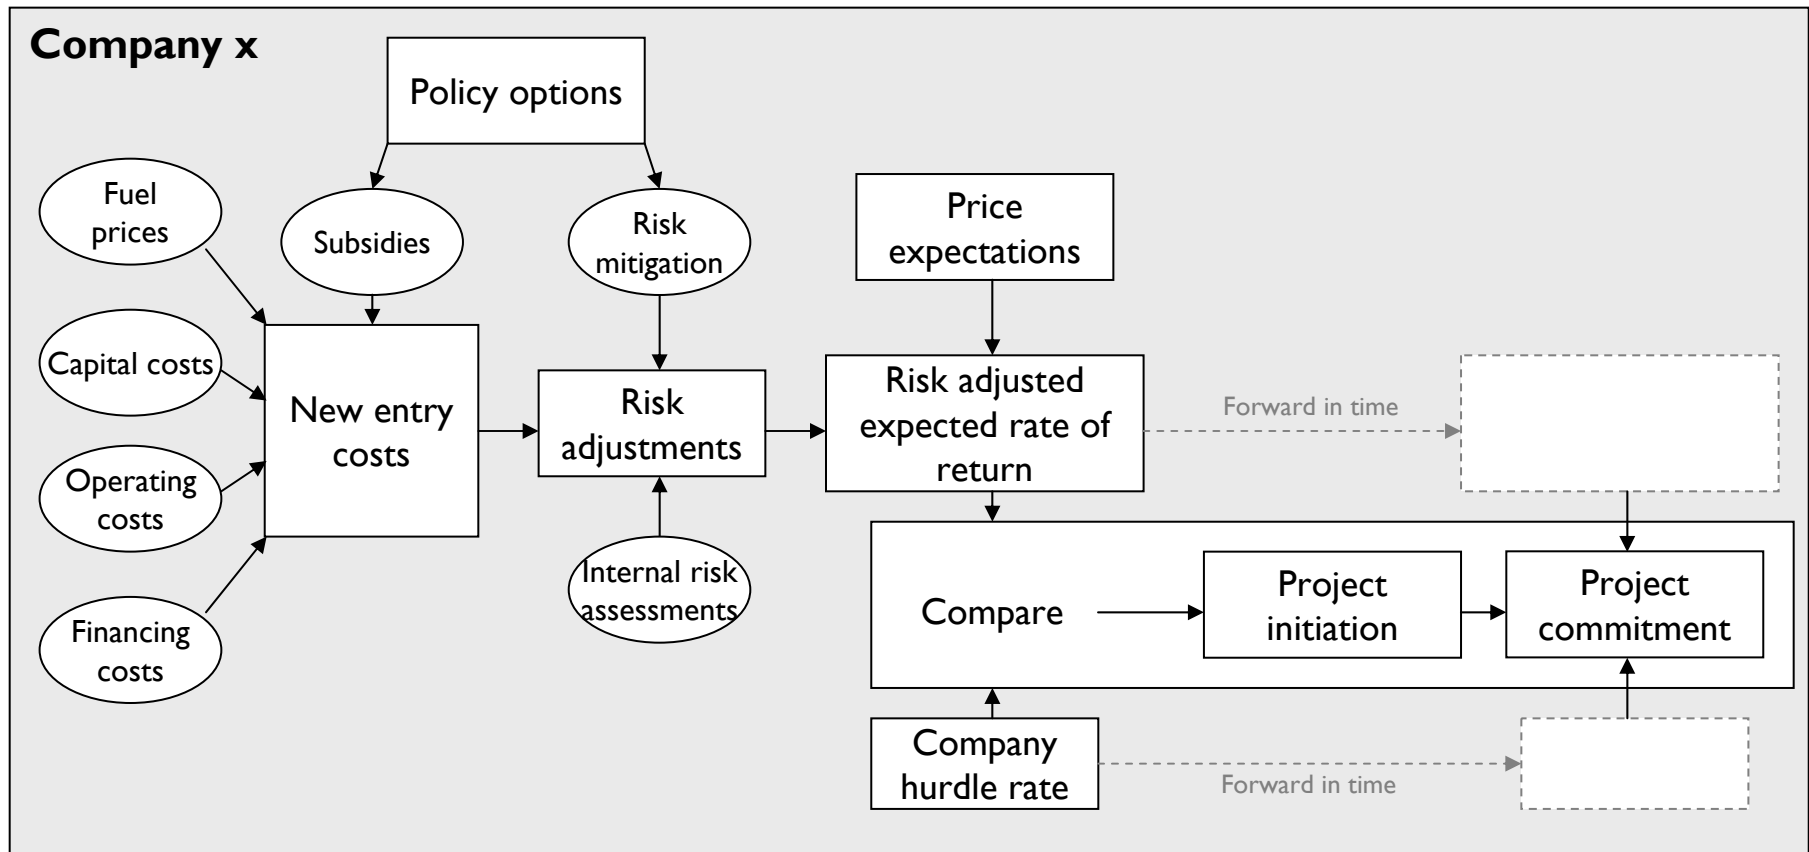 Company x
Policy options
Fuel
prices
Subsidies
Risk
mitigation
Price
expectations
Capital costs
New entry
costs
Risk
adjustments
Risk adjusted
expected rate of
return
Forward in time
Operating
costs
Internal risk
assessments
Compare
Project
initiation
Project
commitment
Financing
costs
Company
hurdle rate
Forward in time